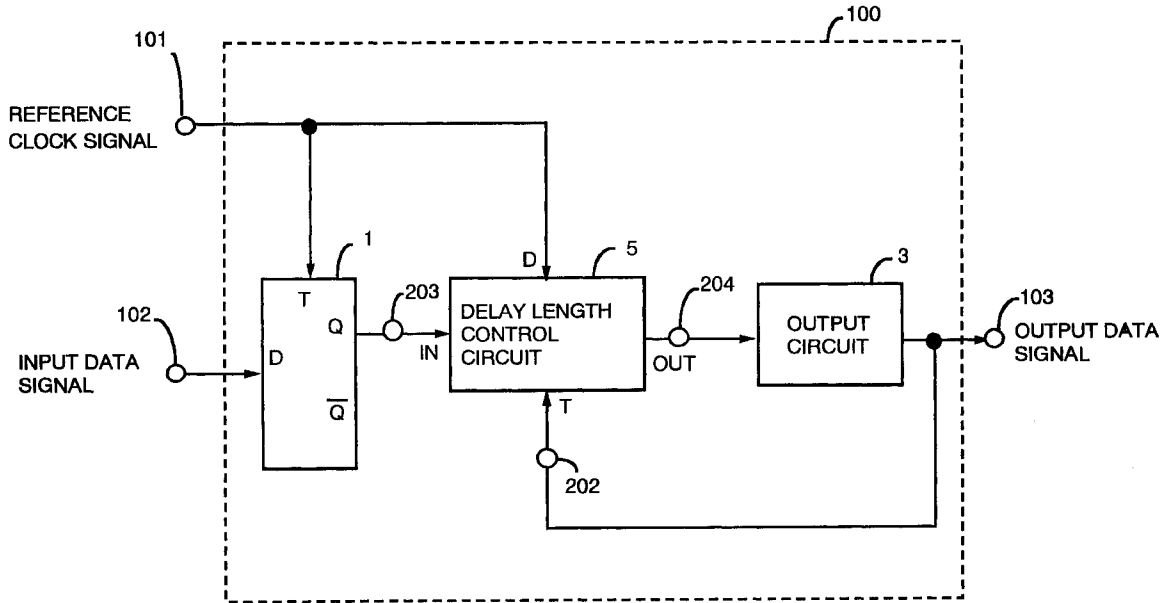 100
101
REFERENCE
CLOCK SIGNAL
1
D
5
3
T
203
204
103
102
Q
DELAY LENGTH
CONTROL
CIRCUIT
OUTPUT
CIRCUIT
OUTPUT DATA
SIGNAL
INPUT DATA
SIGNAL
D
IN
OUT
Q̅
T
202